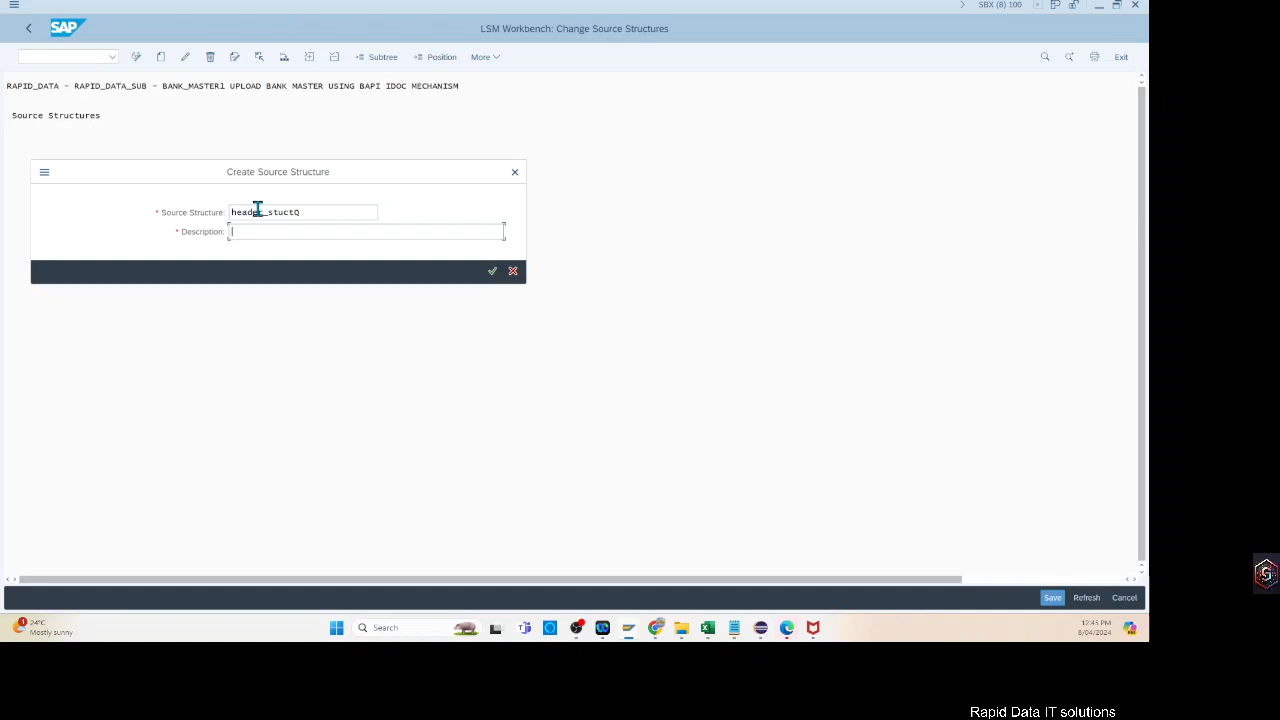 SBX (8) 100
SAP
LSM Workbench: Change Source Structures
Subtree
Position
More
Exit
RAPID_DATA - RAPID_DATA_SUB - BANK_MASTER1 UPLOAD BANK MASTER USING BAPI IDOC MECHANISM
Source Structures
Create Source Structure
* Source Structure: header_stuctQ
* Description:
Save
Refresh
Cancel
1
24°C
Mostly sunny
Search
12:45 PM
8/04/2024
Rapid Data IT solutions